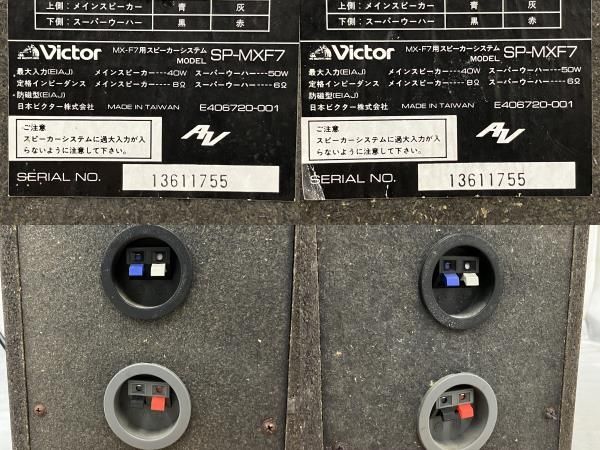 上側：メインスピーカー 青 灰
下側：スーパーウーハー 黒 赤
Victor MX-F7用スピーカーシステム MODEL SP-MXF7
最大入力(EIAJ) メインスピーカー----40W スーパーウーハー----50W
定格インピーダンス メインスピーカー---- 8Ω スーパーウーハー---- 6Ω
防磁型(EIAJ)
日本ビクター株式会社 MADE IN TAIWAN E406720-001
ご注意
スピーカーシステムに過大入力が入
らないように注意して下さい。
AV
SERIAL NO. 13611755
上側：メインスピーカー 青 灰
下側：スーパーウーハー 黒 赤
Victor MX-F7用スピーカーシステム MODEL SP-MXF7
最大入力(EIAJ) メインスピーカー----40W スーパーウーハー----50W
定格インピーダンス メインスピーカー---- 8Ω スーパーウーハー---- 6Ω
防磁型(EIAJ)
日本ビクター株式会社 MADE IN TAIWAN E406720-001
ご注意
スピーカーシステムに過大入力が入
らないように注意して下さい。
AV
SERIAL NO. 13611755